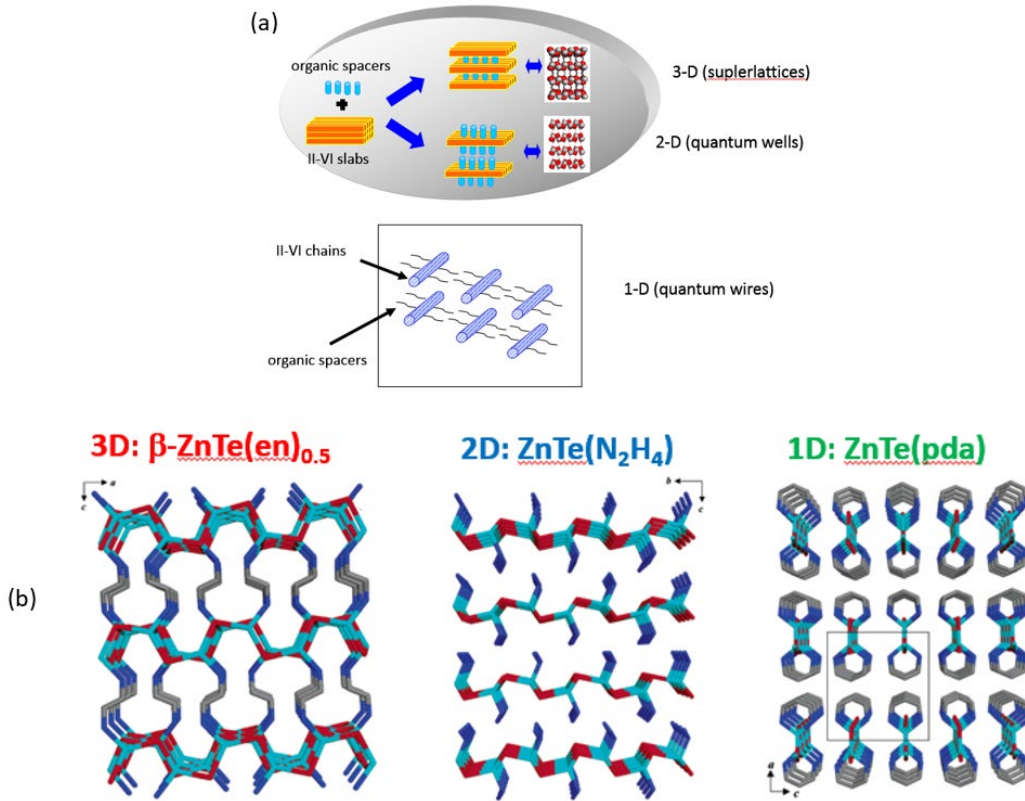 (a)
organic spacers
II-VI slabs
3-D (suplerlattices)
2-D (quantum wells)
II-VI chains
1-D (quantum wires)
organic spacers
3D: β-ZnTe(en)0.5
2D: ZnTe(N2H4)
1D: ZnTe(pda)
a
c
b
c
(b)
a
c